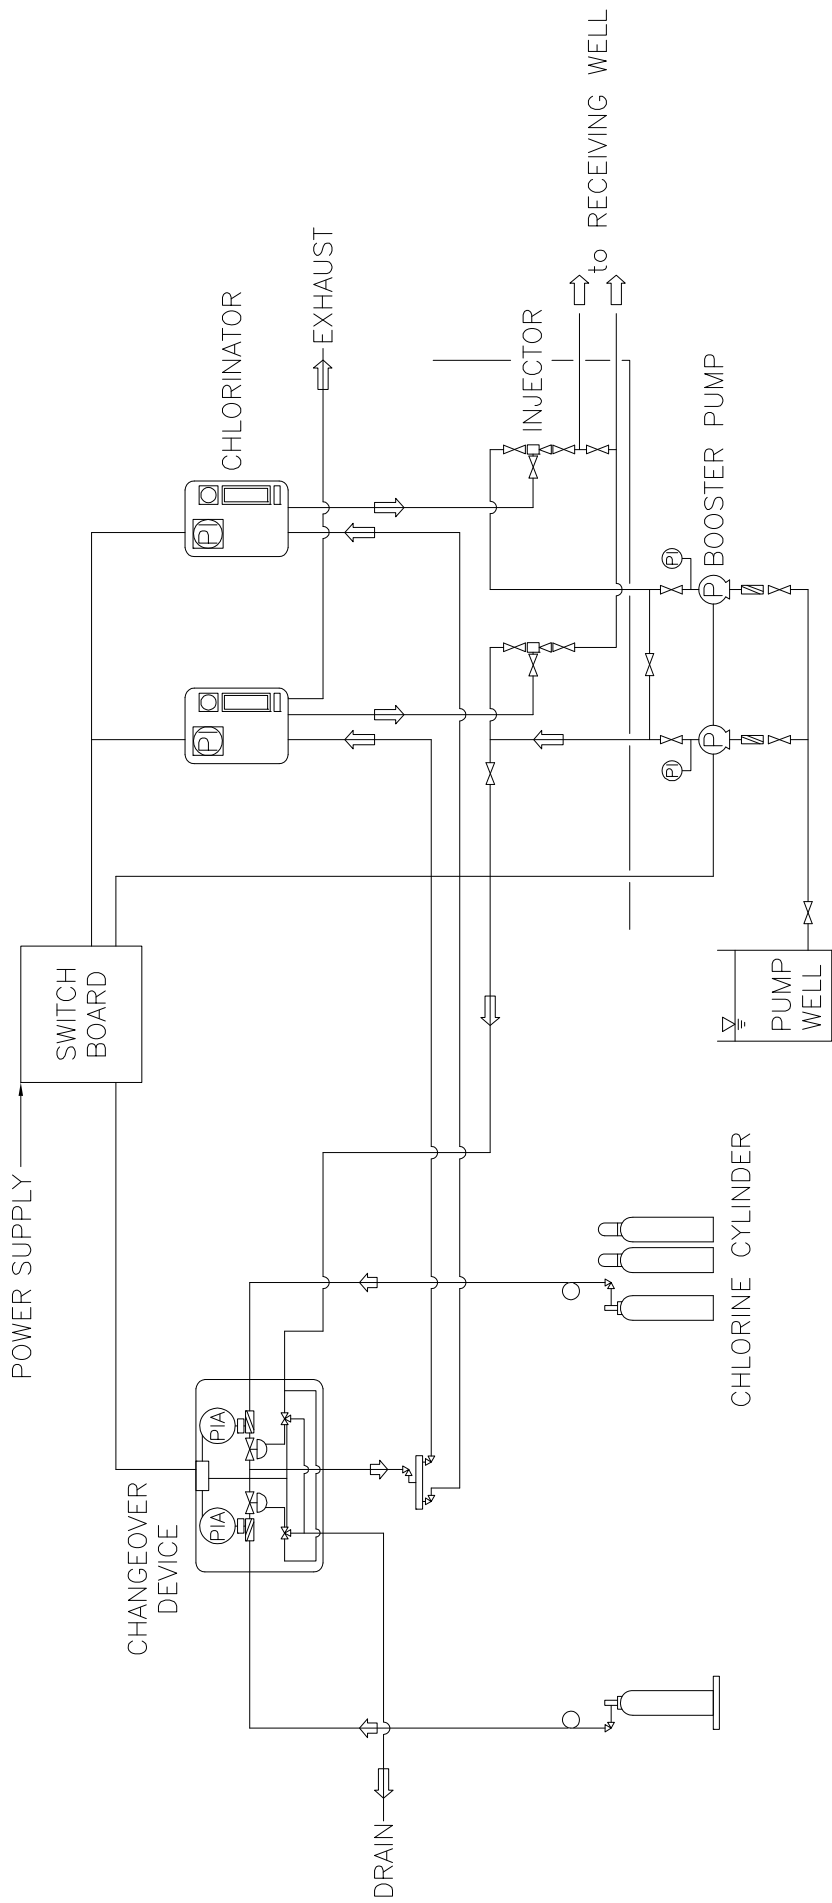 POWER SUPPLY
SWITCH
BOARD
CHLORINATOR
EXHAUST
PI
PI
CHANGEOVER
DEVICE
PIA
PIA
INJECTOR
to RECEIVING WELL
PI
PI
P
P
BOOSTER PUMP
DRAIN
CHLORINE CYLINDER
PUMP
WELL